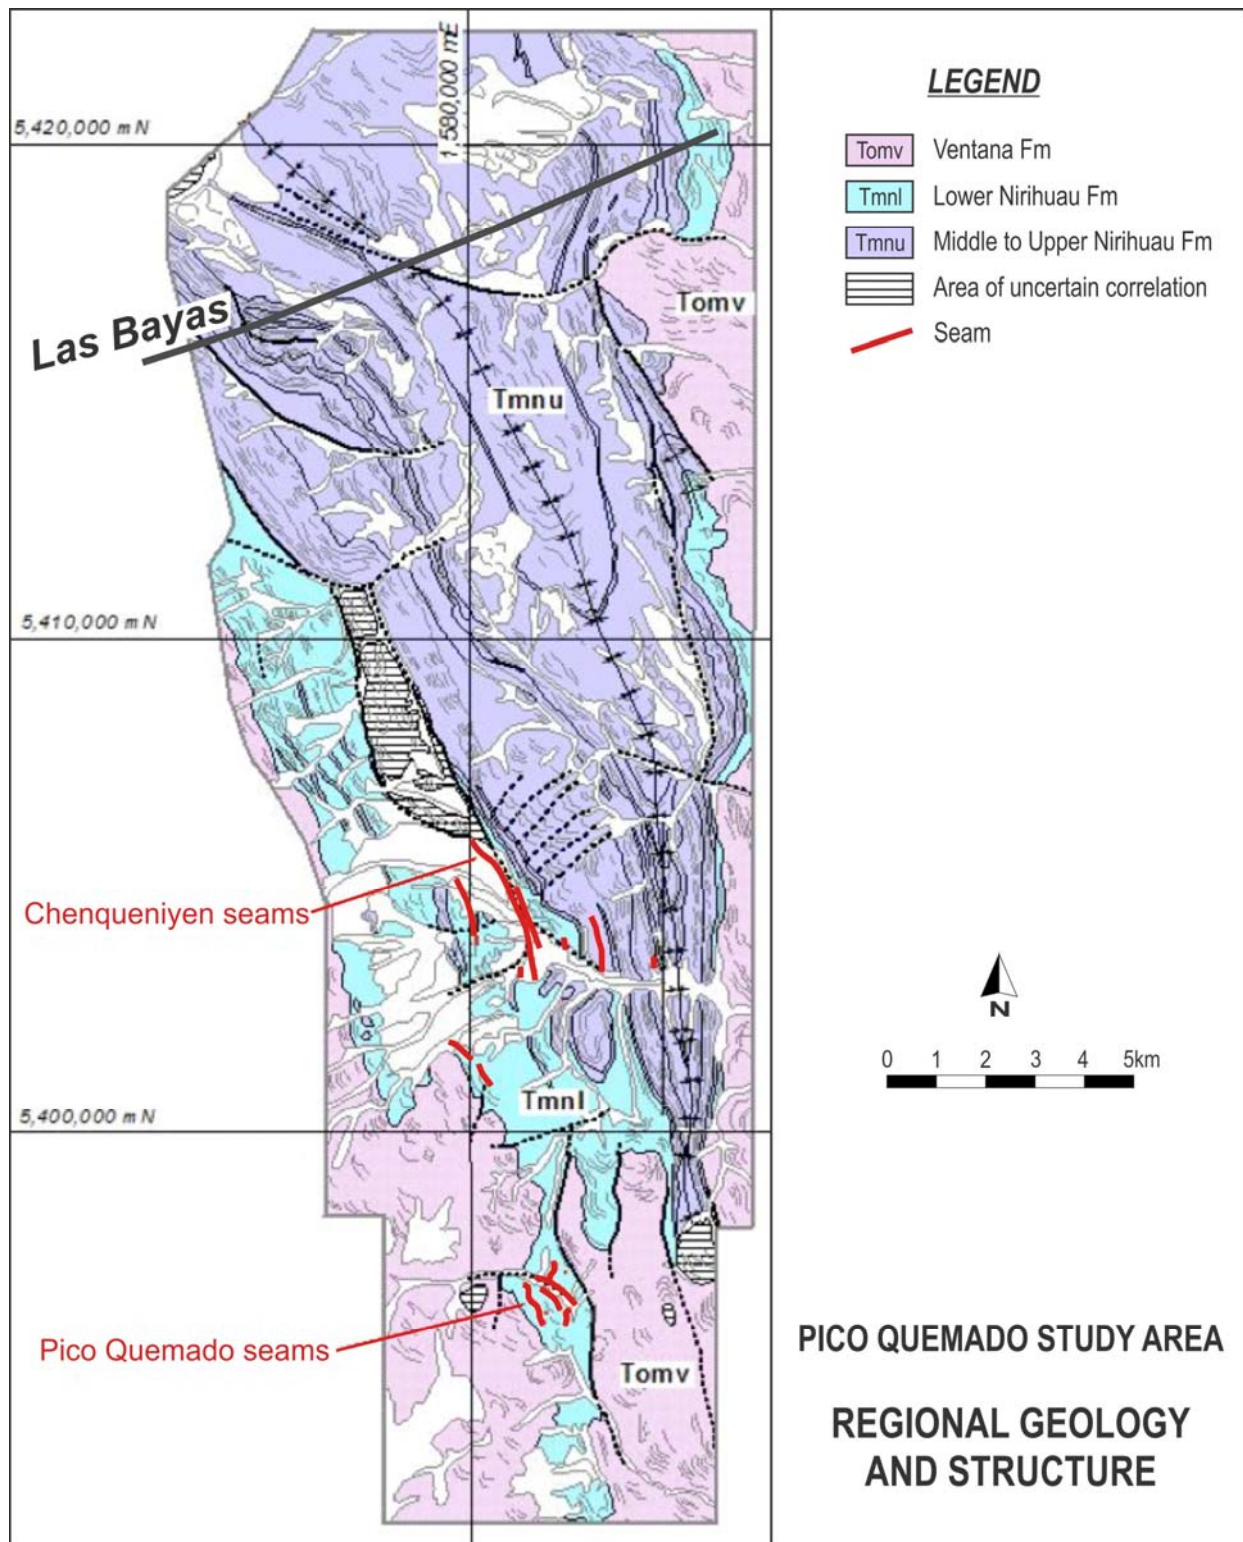 1,580,000 mE
LEGEND
5,420,000 m N
Tomv Ventana Fm
Tmnl Lower Nirihuau Fm
Tmnu Middle to Upper Nirihuau Fm
Area of uncertain correlation
Seam
Tomv
Las Bayas
Tmnu
5,410,000 m N
Chenqueniyen seams
N
0 1 2 3 4 5km
Tmnl
5,400,000 m N
PICO QUEMADO STUDY AREA
Pico Quemado seams
Tomv
REGIONAL GEOLOGY
AND STRUCTURE